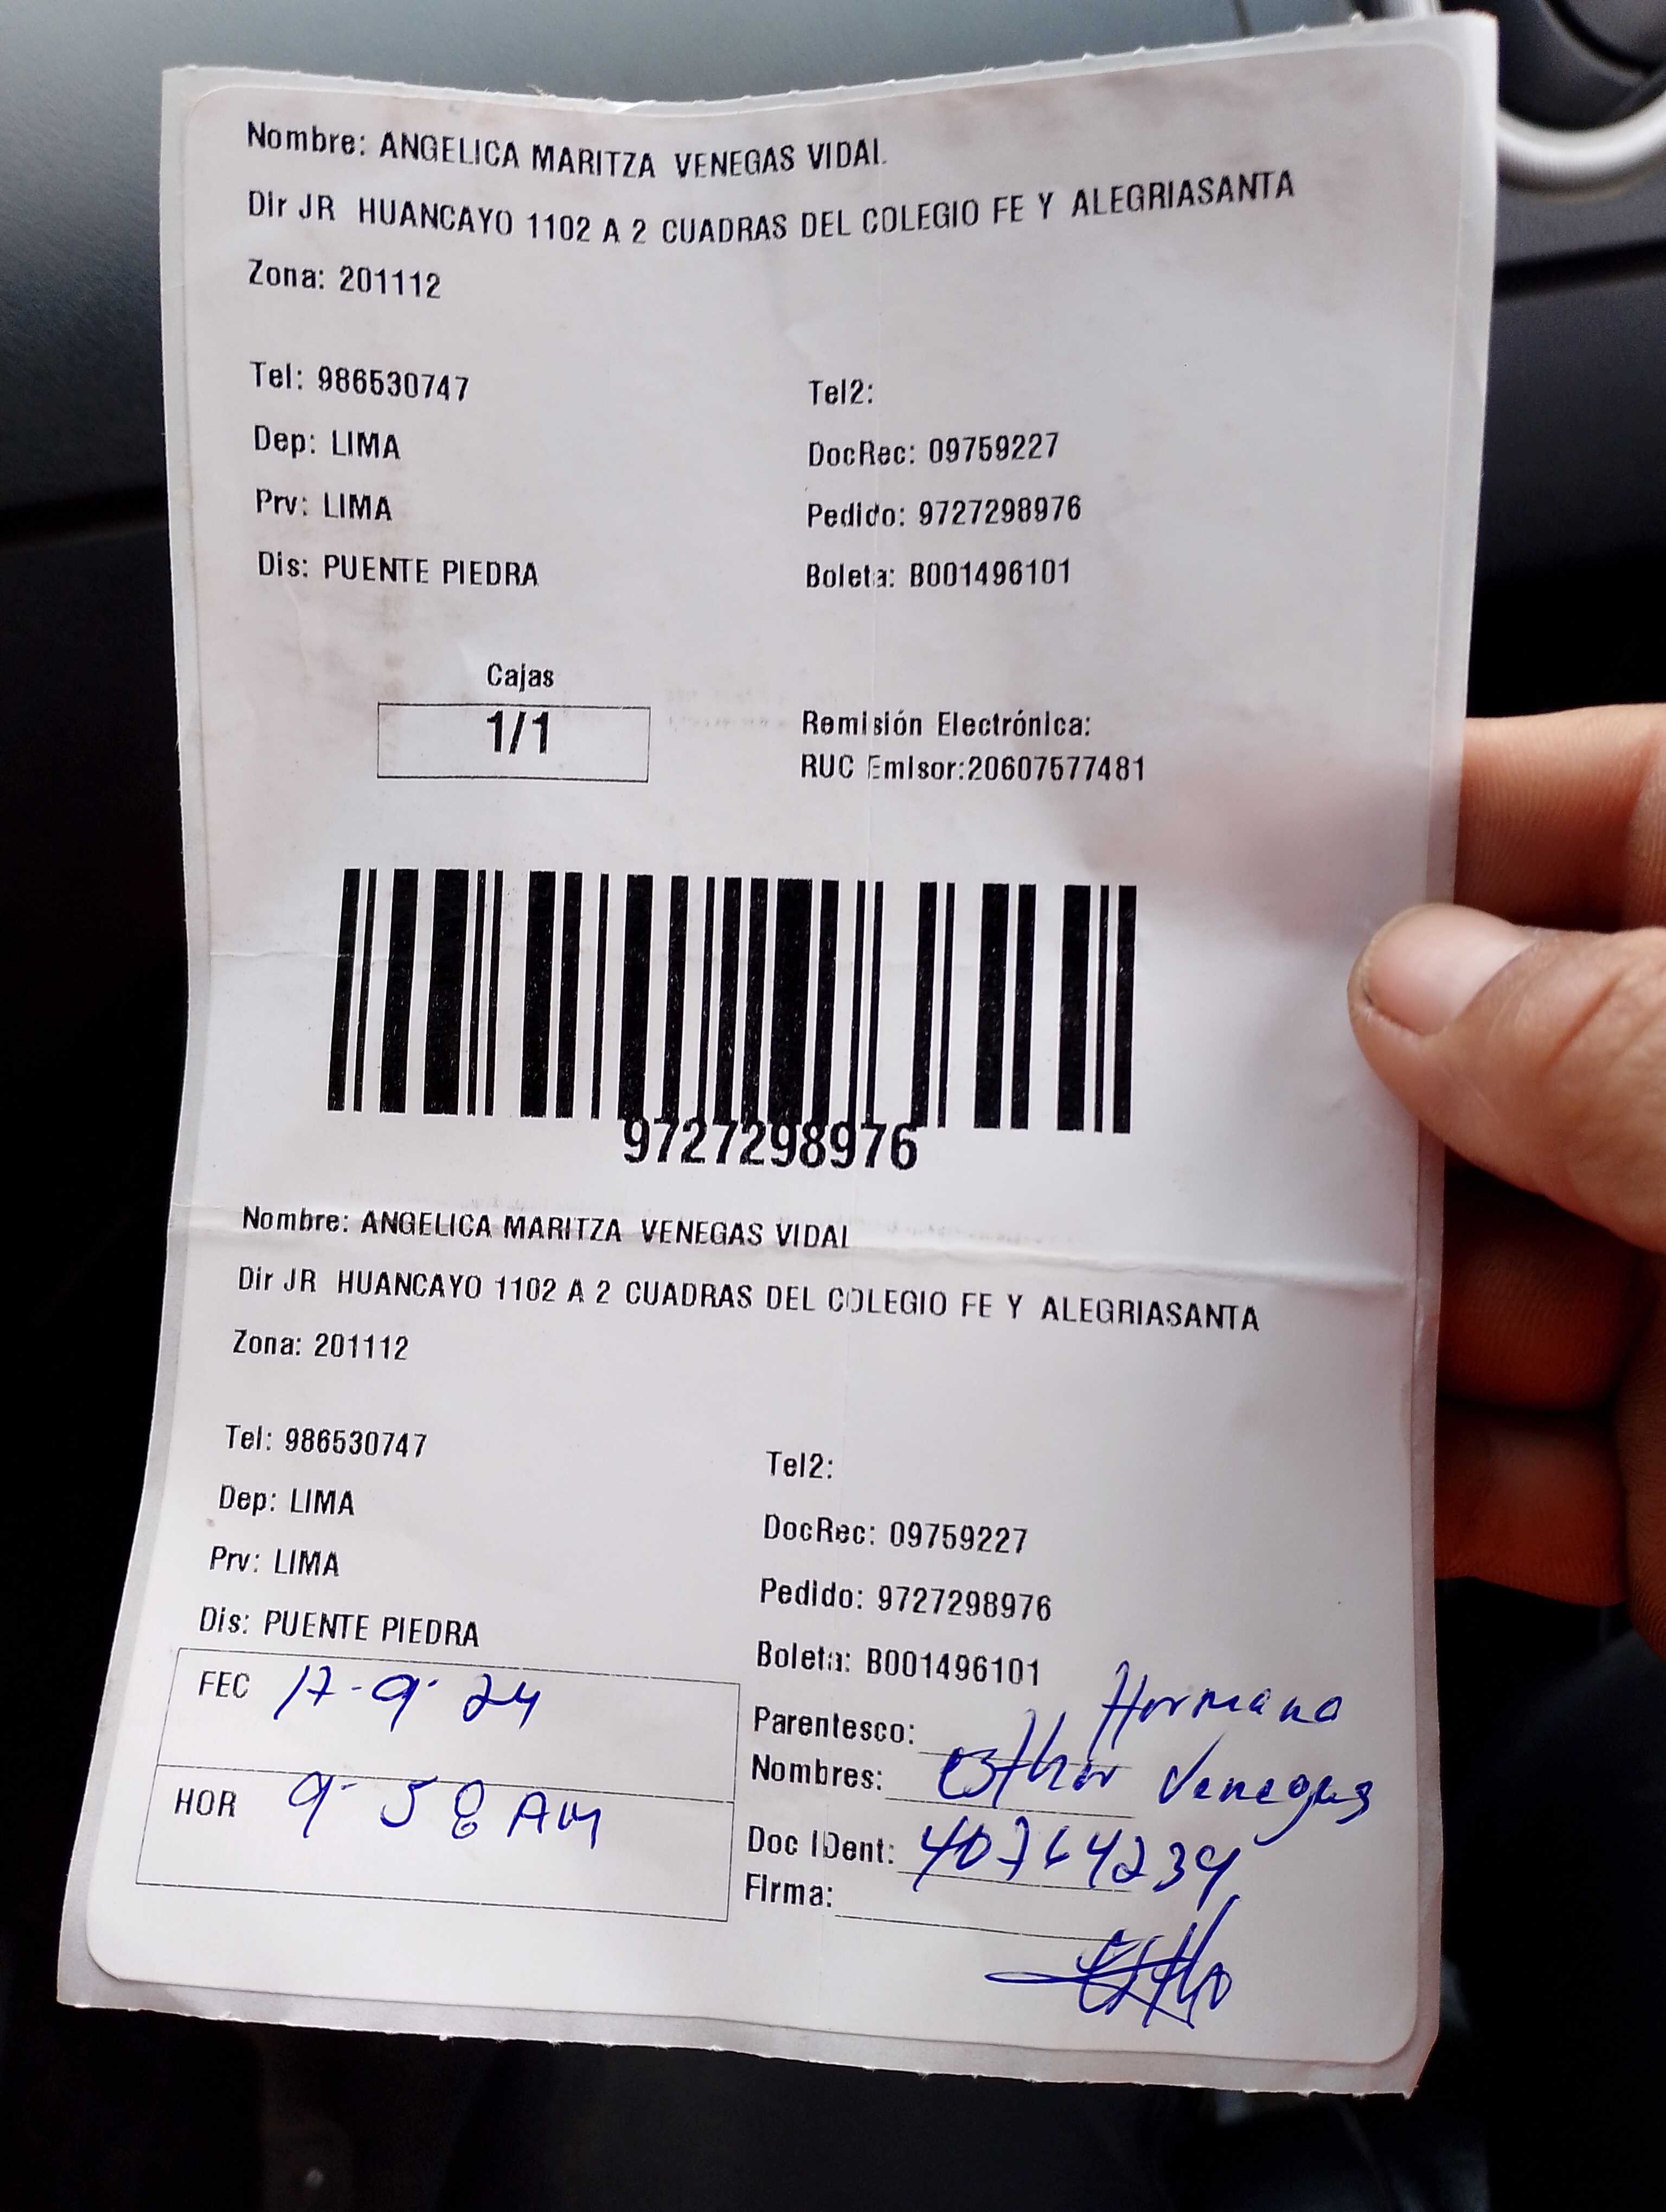 Nombre: ANGELICA MARITZA VENEGAS VIDAL
Dir JR HUANCAYO 1102 A 2 CUADRAS DEL COLEGIO FE Y ALEGRIASANTA
Zona: 201112
Tel: 986530747 Tel2:
Dep: LIMA DocRec: 09759227
Prv: LIMA Pedido: 9727298976
Dis: PUENTE PIEDRA Boleta: B001496101
Cajas
1/1
Remisión Electrónica:
RUC Emisor:20607577481
9727298976
Nombre: ANGELICA MARITZA VENEGAS VIDAL
Dir JR HUANCAYO 1102 A 2 CUADRAS DEL COLEGIO FE Y ALEGRIASANTA
Zona: 201112
Tel: 986530747 Tel2:
Dep: LIMA DocRec: 09759227
Prv: LIMA Pedido: 9727298976
Dis: PUENTE PIEDRA Boleta: B001496101
FEC 17-9-24
HOR 9-58 AM
Parentesco: Hermana
Nombres: Esther Venegas
Doc IDent: 40764234
Firma: